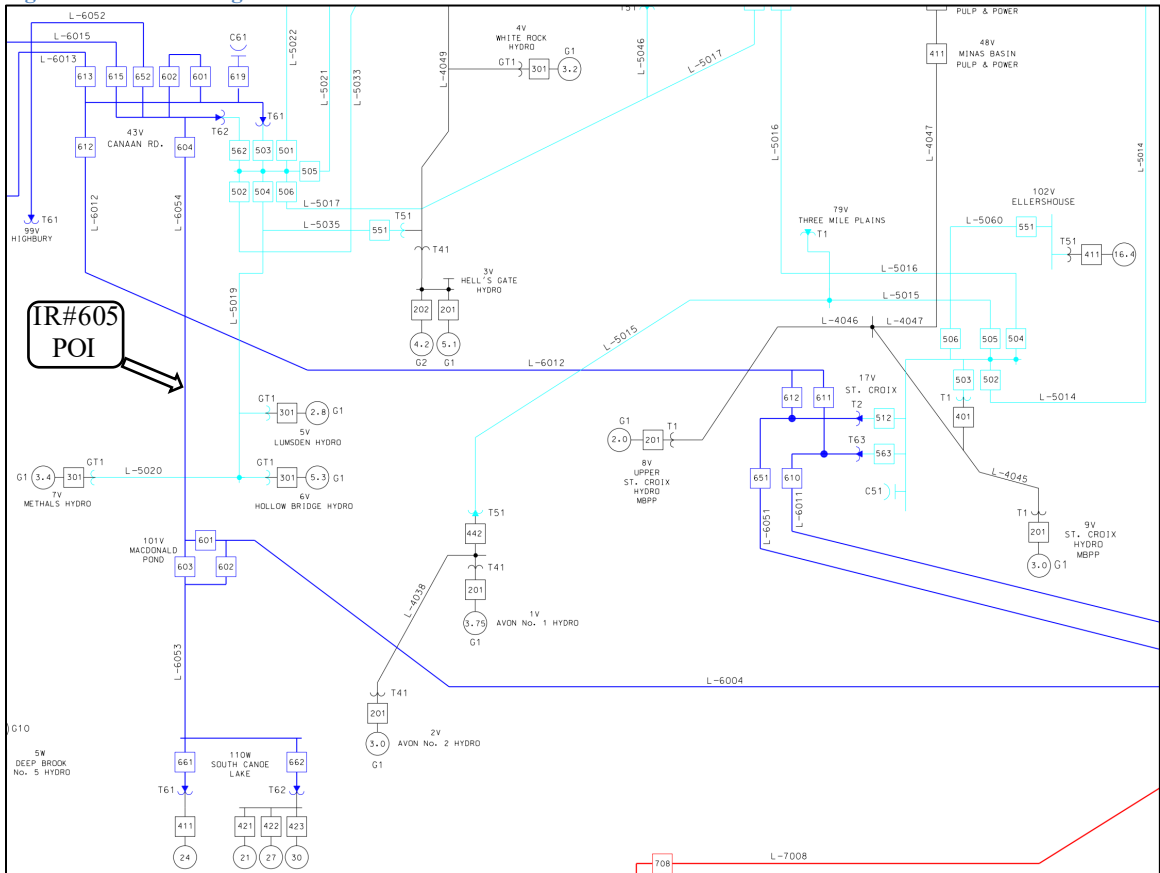 L-6052
L-6015
L-6013
C61
613
615
652
602
601
619
T61
T62
43V
CANAAN RD.
612
604
562
503
501
505
502
504
506
L-5022
L-5021
L-5033
L-6012
L-6054
T61
99V
HIGHBURY
L-5017
L-5035
551
T51
L-5019
4V
WHITE ROCK
HYDRO
GT1
301
3.2
G1
L-4049
T41
3V
HELL'S GATE
HYDRO
202
201
4.2
5.1
G2
G1
T51
L-5046
L-5017
L-5016
PULP & POWER
411
48V
MINAS BASIN
PULP & POWER
L-4047
L-5014
102V
ELLERSHOUSE
L-5060
551
T51
411
16.4
79V
THREE MILE PLAINS
T1
L-5016
L-5015
L-4046
L-4047
506
505
504
IR#605
POI
L-5015
L-6012
17V
ST. CROIX
503
502
T1
401
L-5014
612
611
T2
512
T63
563
C51
651
610
L-6051
L-6011
G1
2.0
201
T1
8V
UPPER
ST. CROIX
HYDRO
MBPP
L-4045
T1
201
3.0
G1
9V
ST. CROIX
HYDRO
MBPP
GT1
301
2.8
G1
5V
LUMSDEN HYDRO
G1
3.4
301
GT1
L-5020
7V
METHALS HYDRO
GT1
301
5.3
G1
6V
HOLLOW BRIDGE HYDRO
101V
MACDONALD
POND
601
603
602
T51
442
T41
201
3.75
G1
1V
AVON No. 1 HYDRO
L-4038
T41
201
3.0
G1
2V
AVON No. 2 HYDRO
L-6053
L-6004
G10
5W
DEEP BROOK
No. 5 HYDRO
661
110W
SOUTH CANOE
LAKE
662
T61
T62
411
421
422
423
24
21
27
30
708
L-7008